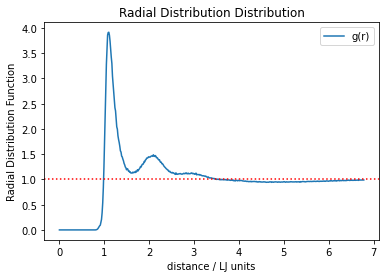 Radial Distribution Distribution
g(r)
Radial Distribution Function
4.0
3.5
3.0
2.5
2.0
1.5
1.0
0.5
0.0
0 1 2 3 4 5 6 7
distance / LJ units